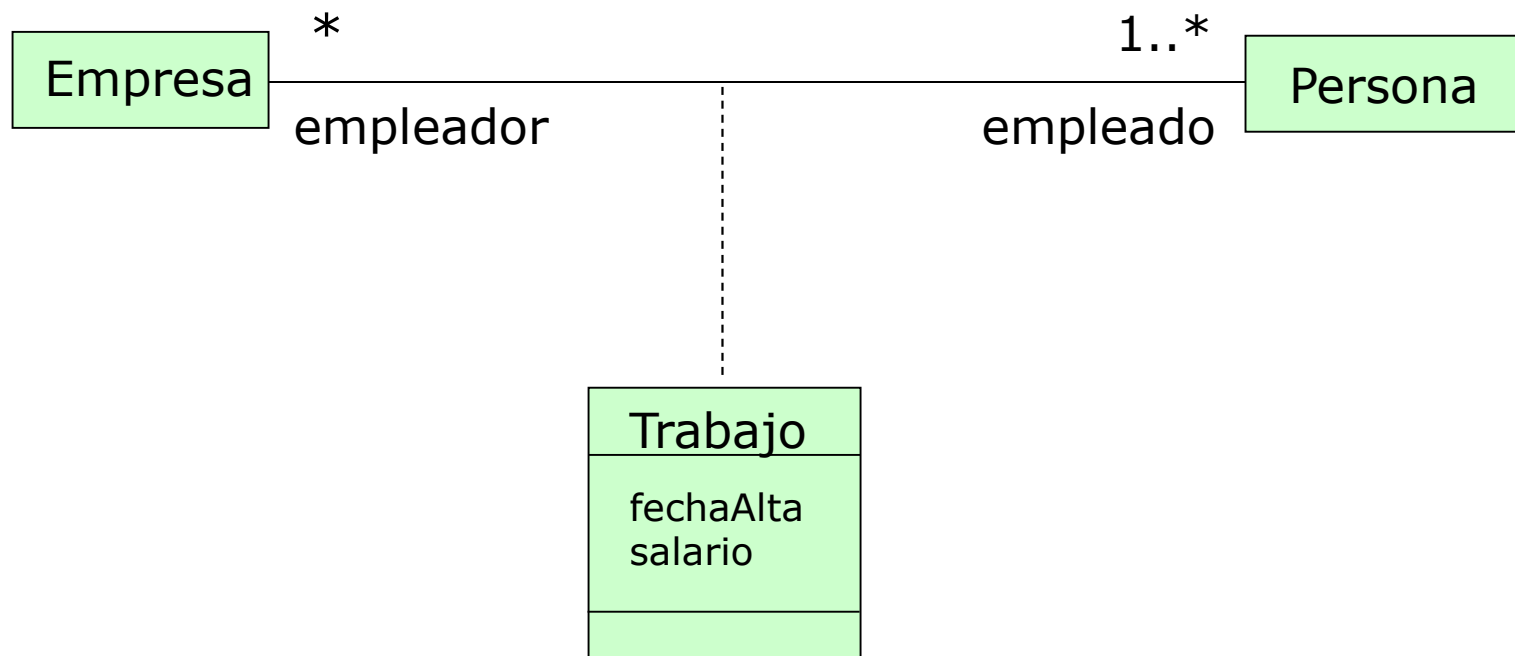 *
1..*
Empresa
Persona
empleador
empleado
Trabajo
fechaAlta
salario